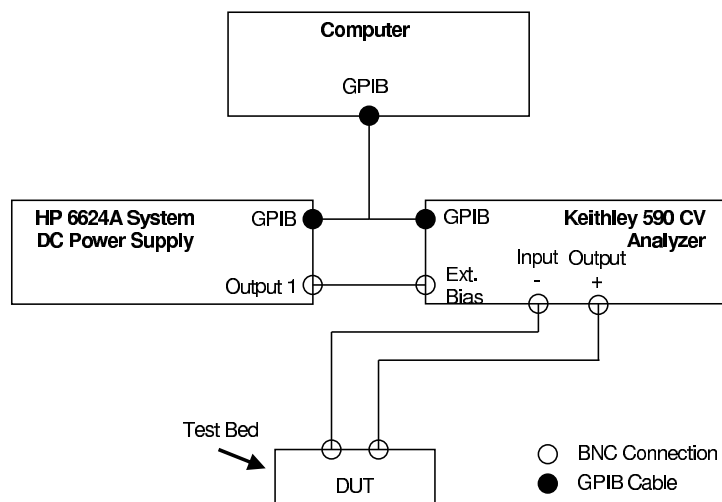 Computer
GPIB
HP 6624A System
DC Power Supply
GPIB
Output 1
GPIB
Keithley 590 CV
Analyzer
Ext.
Bias
Input
-
Output
+
Test Bed
DUT
BNC Connection
GPIB Cable